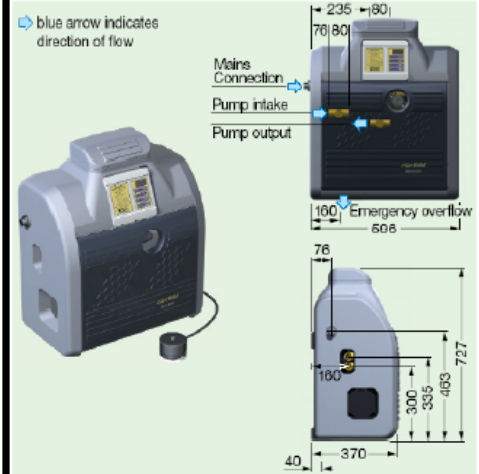 blue arrow indicates
direction of flow
235 80
76 80
Mains
Connection
Pump intake
Pump output
160 Emergency overflow
596
76
160
300
335
463
727
40
370